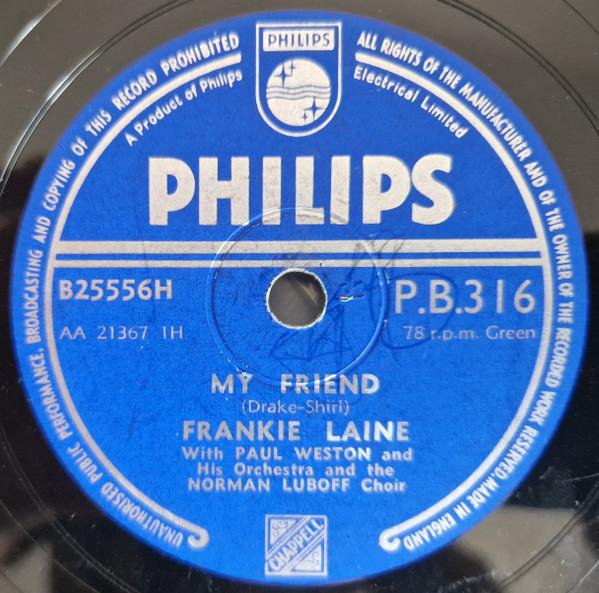 UNAUTHORISED PUBLIC PERFORMANCE, BROADCASTING AND COPYING OF THIS RECORD PROHIBITED
ALL RIGHTS OF THE MANUFACTURER AND OF THE OWNER OF THE RECORDED WORK RESERVED MADE IN ENGLAND
PHILIPS
A Product of Philips Electrical Limited
PHILIPS
B25556H P.B.316
AA 21367 1H 78 r.p.m. Green
MY FRIEND
(Drake-Shirl)
FRANKIE LAINE
With PAUL WESTON and
His Orchestra and the
NORMAN LUBOFF Choir
CHAPPELL